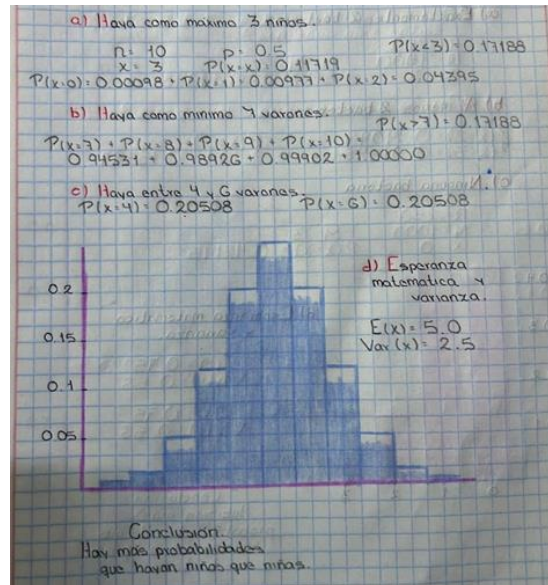 a) Haya como máximo 3 niños.
n = 10 p = 0.5 P(x<3) = 0.17188
x = 3 P(x=x) = 0.11719
P(x=0) = 0.00098 + P(x=1) = 0.00977 + P(x=2) = 0.04395
b) Haya como minimo 7 varones.
P(x>7) = 0.17188
P(x=7) + P(x=8) + P(x=9) + P(x=10) =
0.94531 + 0.98926 + 0.99902 + 1.00000
c) Haya entre 4 y 6 varones.
P(x=4) = 0.20508 P(x=6) = 0.20508
d) Esperanza
matematica y
varianza.
E(x) = 5.0
Var (x) = 2.5
0.2
0.15
0.1
0.05
Conclusión.
Hay más probabilidades
que hayan niños que niñas.